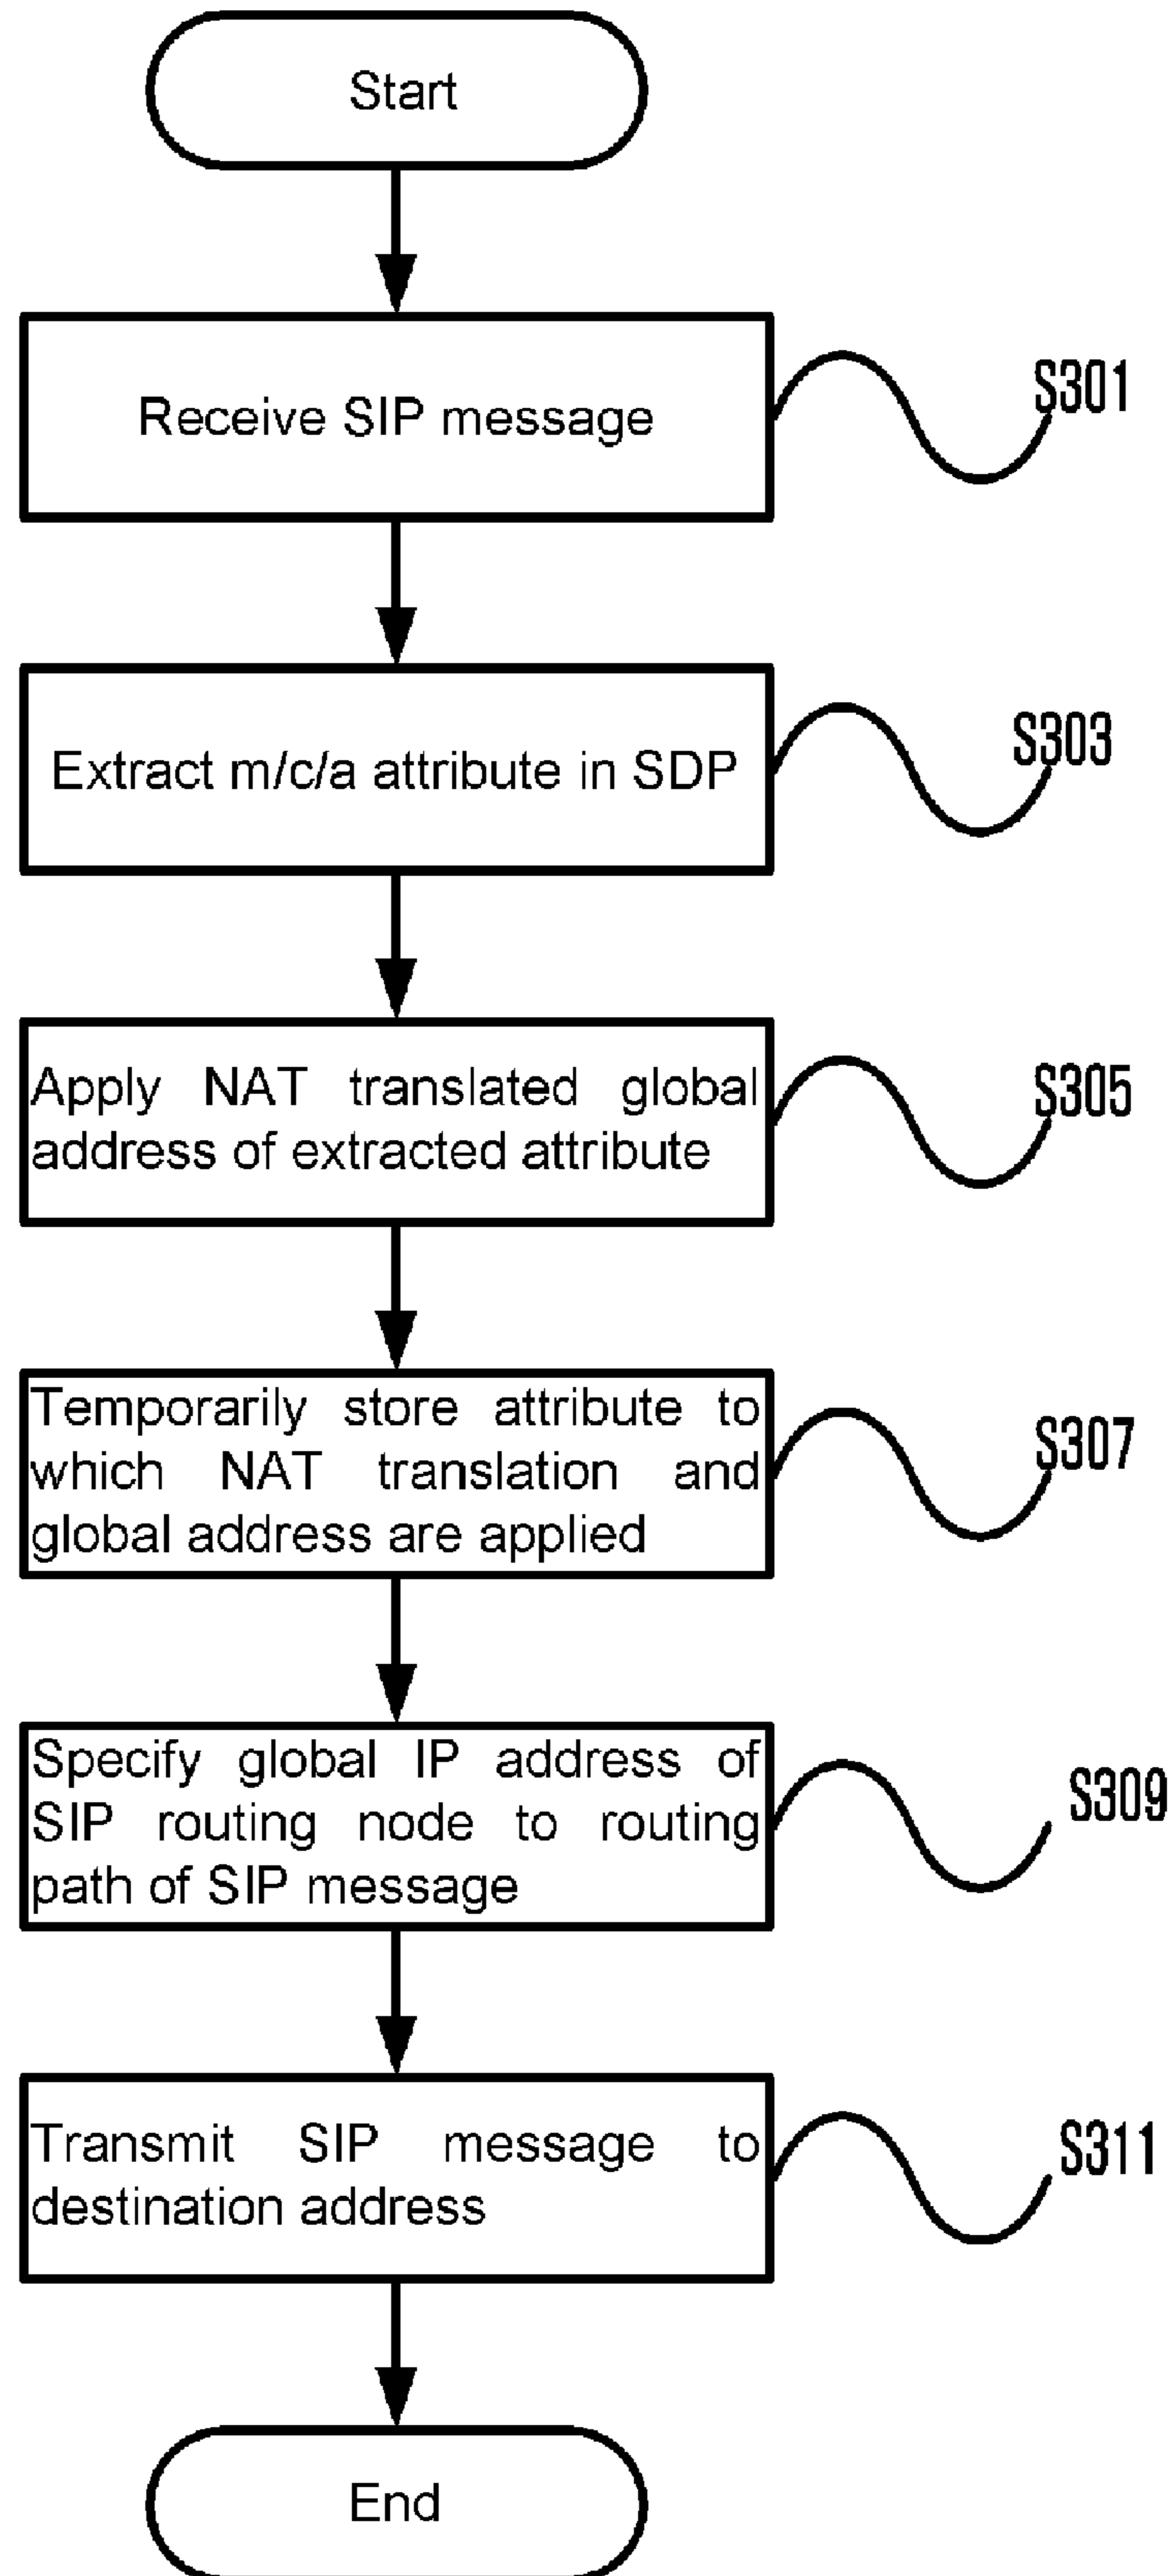 Start
Receive SIP message
S301
Extract m/c/a attribute in SDP
S303
Apply NAT translated global
address of extracted attribute
S305
Temporarily store attribute to
which NAT translation and
global address are applied
S307
Specify global IP address of
SIP routing node to routing
path of SIP message
S309
Transmit SIP message to
destination address
S311
End